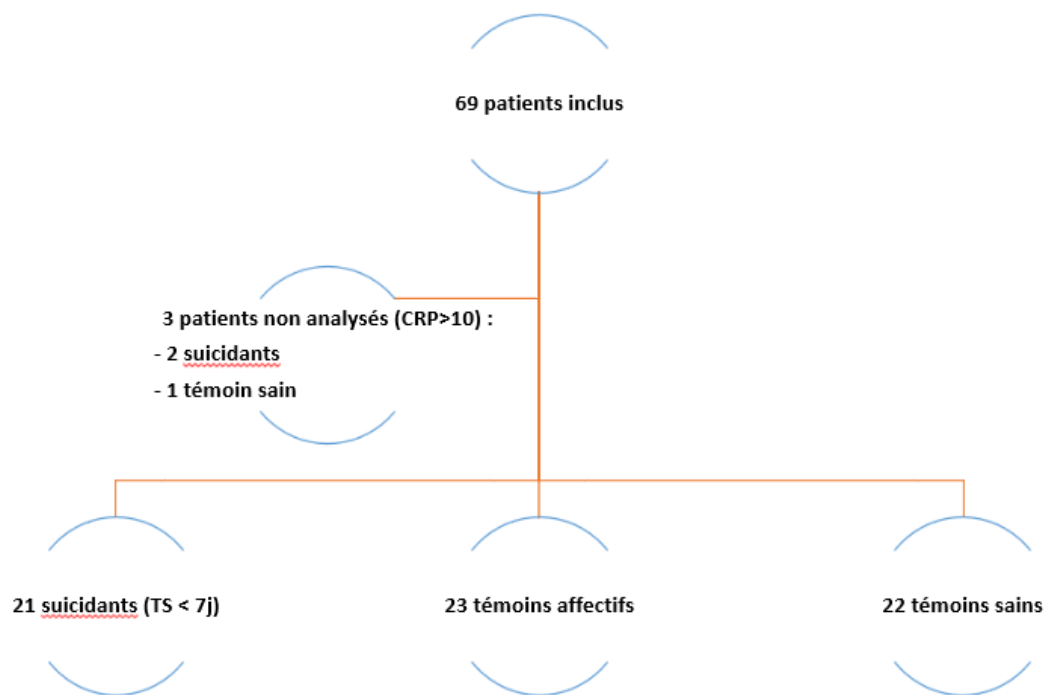 69 patients inclus
3 patients non analysés (CRP>10) :
- 2 suicidants
- 1 témoin sain
21 suicidants (TS < 7j)
23 témoins affectifs
22 témoins sains